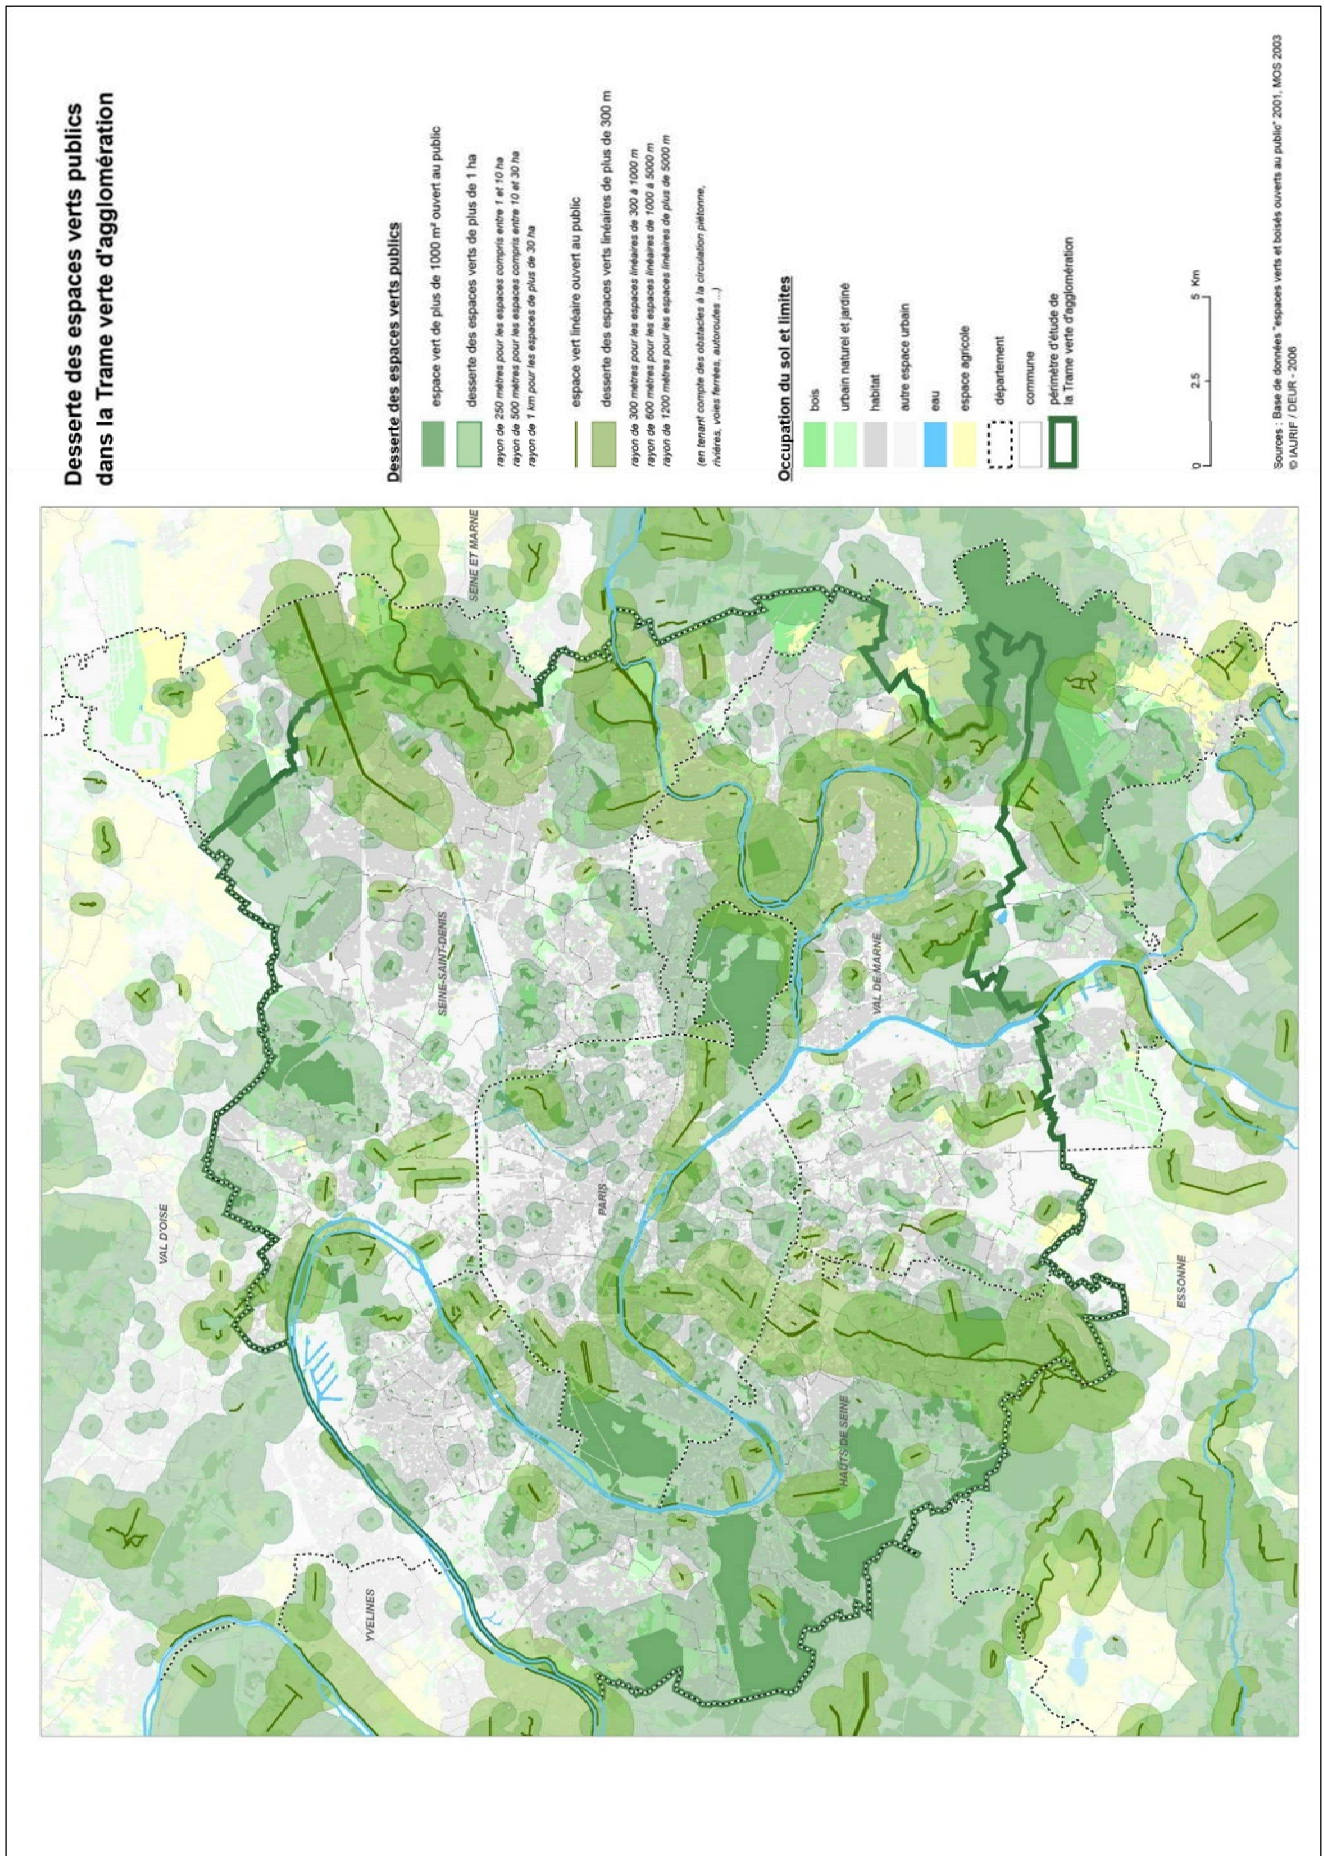 Desserte des espaces verts publics
dans la Trame verte d'agglomération
Desserte des espaces verts publics
espace vert de plus de 1000 m² ouvert au public
desserte des espaces verts de plus de 1 ha
rayon de 250 mètres pour les espaces compris entre 1 et 10 ha
rayon de 500 mètres pour les espaces compris entre 10 et 30 ha
rayon de 1 km pour les espaces de plus de 30 ha
espace vert linéaire ouvert au public
desserte des espaces verts linéaires de plus de 300 m
rayon de 300 mètres pour les espaces linéaires de 300 à 1000 m
rayon de 600 mètres pour les espaces linéaires de 1000 à 5000 m
rayon de 1200 mètres pour les espaces linéaires de plus de 5000 m
(en tenant compte des obstacles à la circulation piétonne,
rivières, voies ferrées, autoroutes ...)
Occupation du sol et limites
bois
urbain naturel et jardiné
habitat
autre espace urbain
eau
espace agricole
département
commune
périmètre d'étude de
la Trame verte d'agglomération
0 2.5 5 Km
Sources : Base de données "espaces verts et boisés ouverts au public" 2001, MOS 2003
© IAURIF / DEUR - 2006
VAL D'OISE
YVELINES
SEINE-SAINT-DENIS
SEINE ET MARNE
PARIS
HAUTS DE SEINE
VAL DE MARNE
ESSONNE